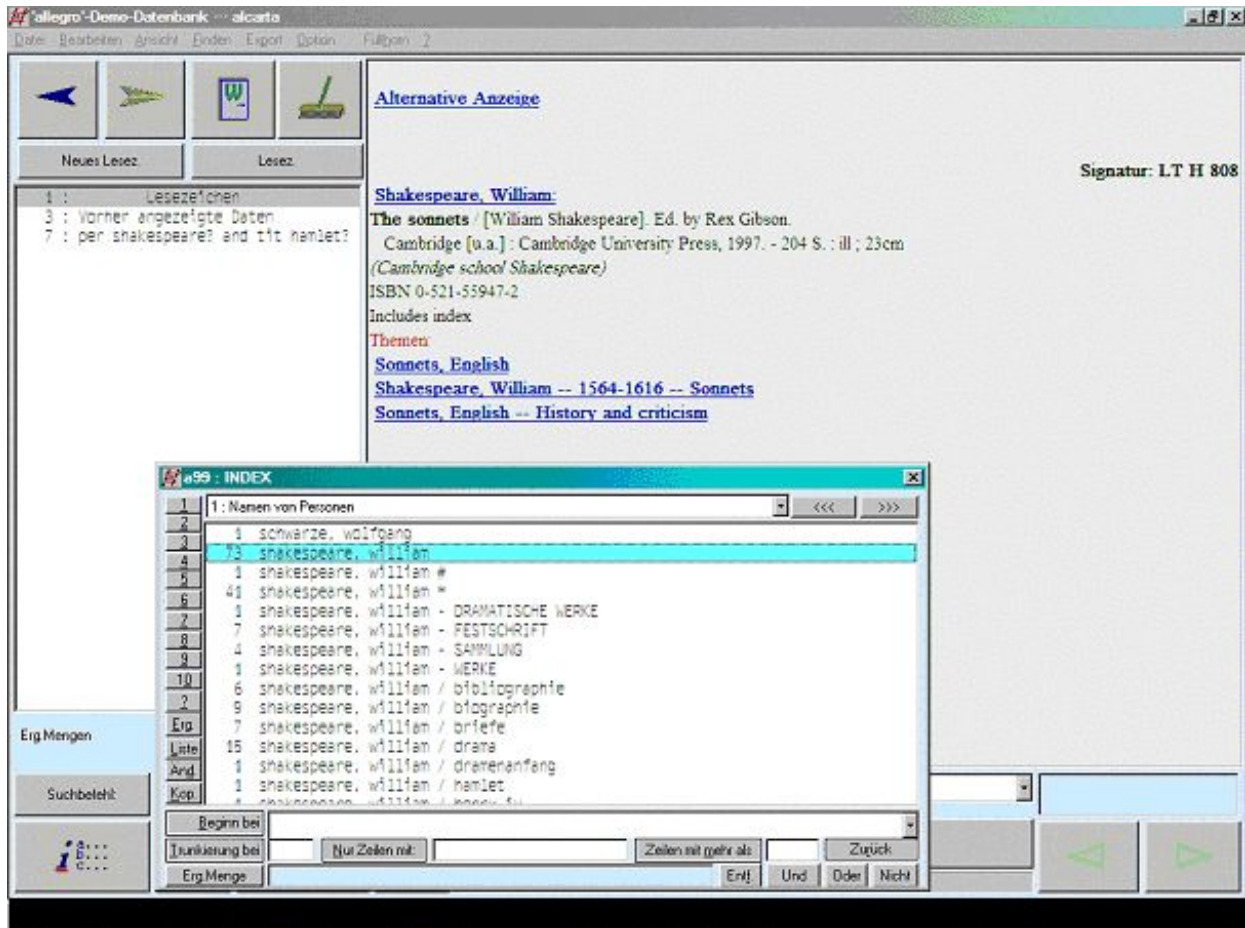 'allegro'-Demo-Datenbank ··· alcarta
Datei Bearbeiten Ansicht Finden Export Option Füllhorn ?
Neues Lesez. Lesez.
1 : Lesezeichen
3 : Vorher angezeigte Daten
7 : per shakespeare? and tit hamlet?
Alternative Anzeige
Signatur: LT H 808
Shakespeare, William:
The sonnets / [William Shakespeare]. Ed. by Rex Gibson.
Cambridge [u.a.] : Cambridge University Press, 1997. - 204 S. : ill ; 23cm
(Cambridge school Shakespeare)
ISBN 0-521-55947-2
Includes index
Themen:
Sonnets, English
Shakespeare, William -- 1564-1616 -- Sonnets
Sonnets, English -- History and criticism
a99 : INDEX
1 : Namen von Personen
<<< >>>
1
2
3
4
5
6
7
8
9
10
?
Erg
Liste
And
Kop
1 schwarze, wolfgang
73 shakespeare, william
1 shakespeare, william #
41 shakespeare, william *
1 shakespeare, william - DRAMATISCHE WERKE
7 shakespeare, william - FESTSCHRIFT
4 shakespeare, william - SAMMLUNG
1 shakespeare, william - WERKE
6 shakespeare, william / bibliographie
9 shakespeare, william / biographie
7 shakespeare, william / briefe
15 shakespeare, william / drama
1 shakespeare, william / dramenanfang
1 shakespeare, william / hamlet
shakespeare, william / henry iv
Beginn bei
Trunkierung bei Nur Zeilen mit: Zeilen mit mehr als Zurück
Erg.Menge Entf. Und Oder Nicht
Erg.Mengen
Suchbefehl:
i a... b... c...